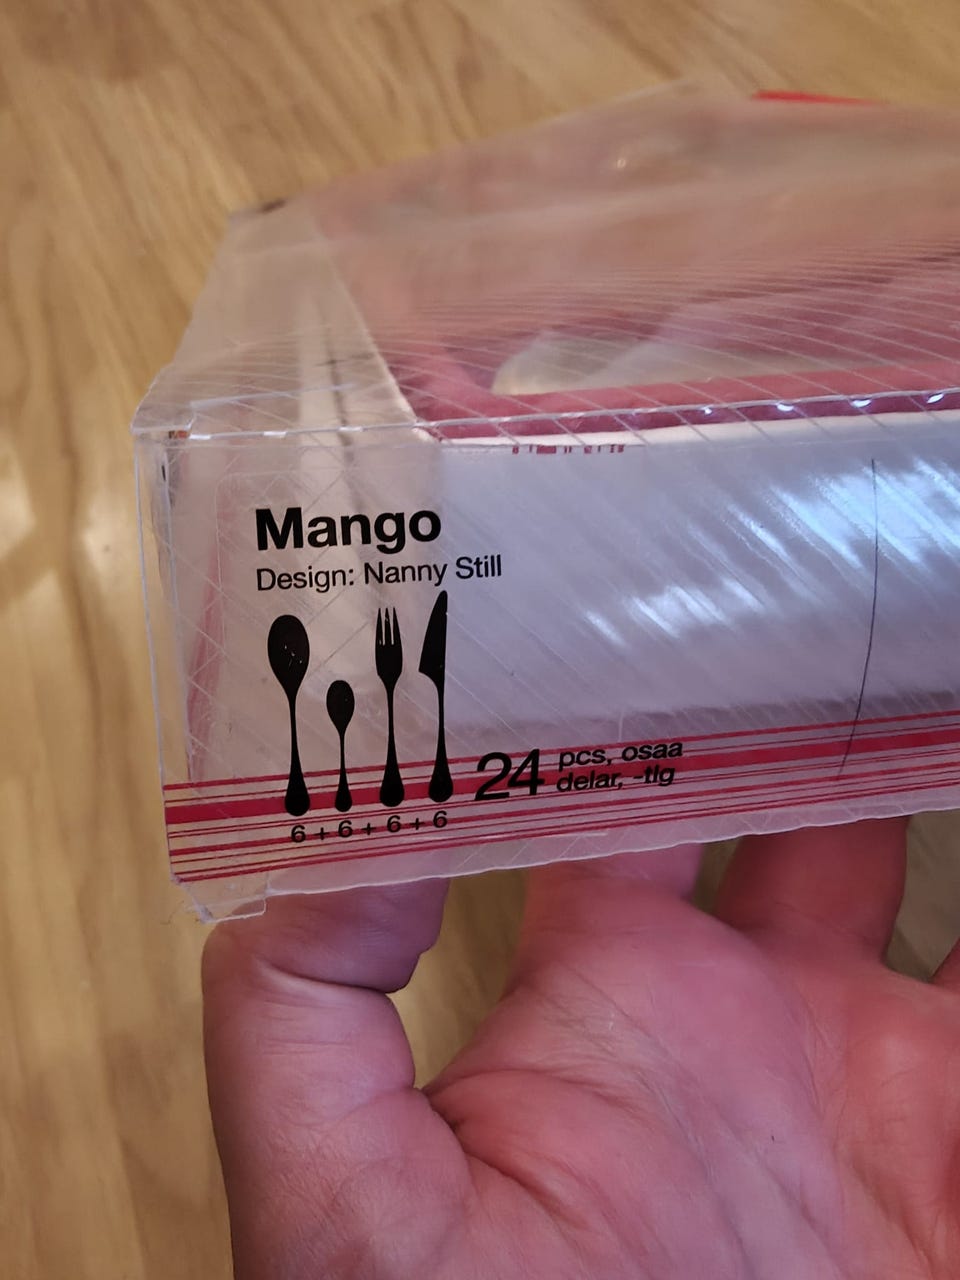 Mango
Design: Nanny Still
24 pcs, osaa
delar, -tlg
6 + 6 + 6 + 6